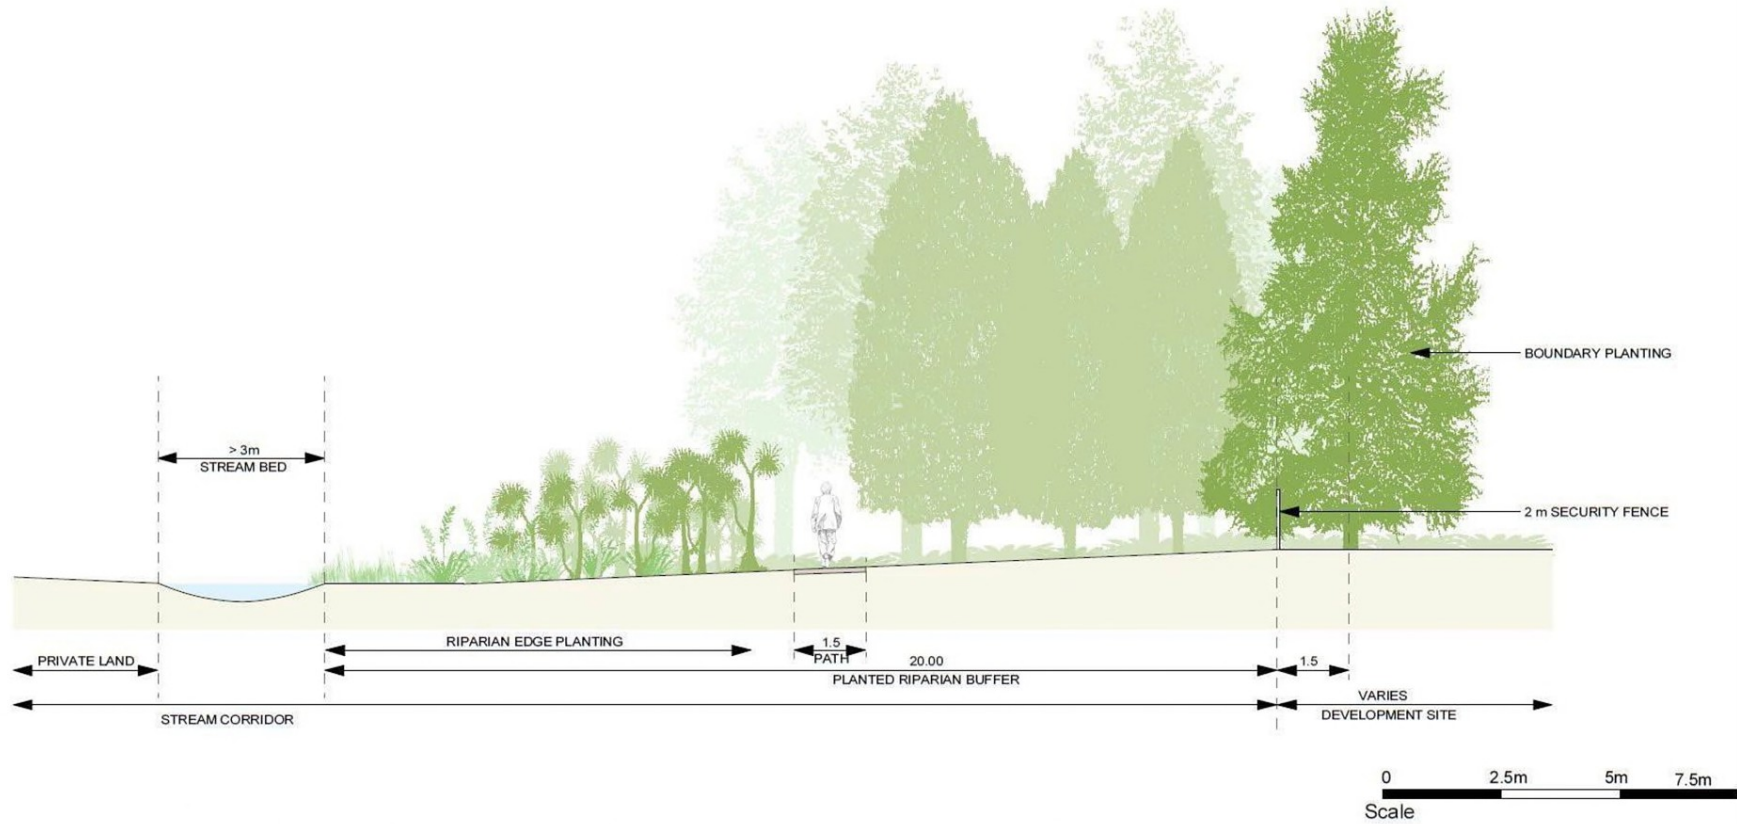 BOUNDARY PLANTING
> 3m
STREAM BED
2 m SECURITY FENCE
RIPARIAN EDGE PLANTING
1.5
PATH
PRIVATE LAND
20.00
PLANTED RIPARIAN BUFFER
1.5
STREAM CORRIDOR
VARIES
DEVELOPMENT SITE
0 2.5m 5m 7.5m
Scale